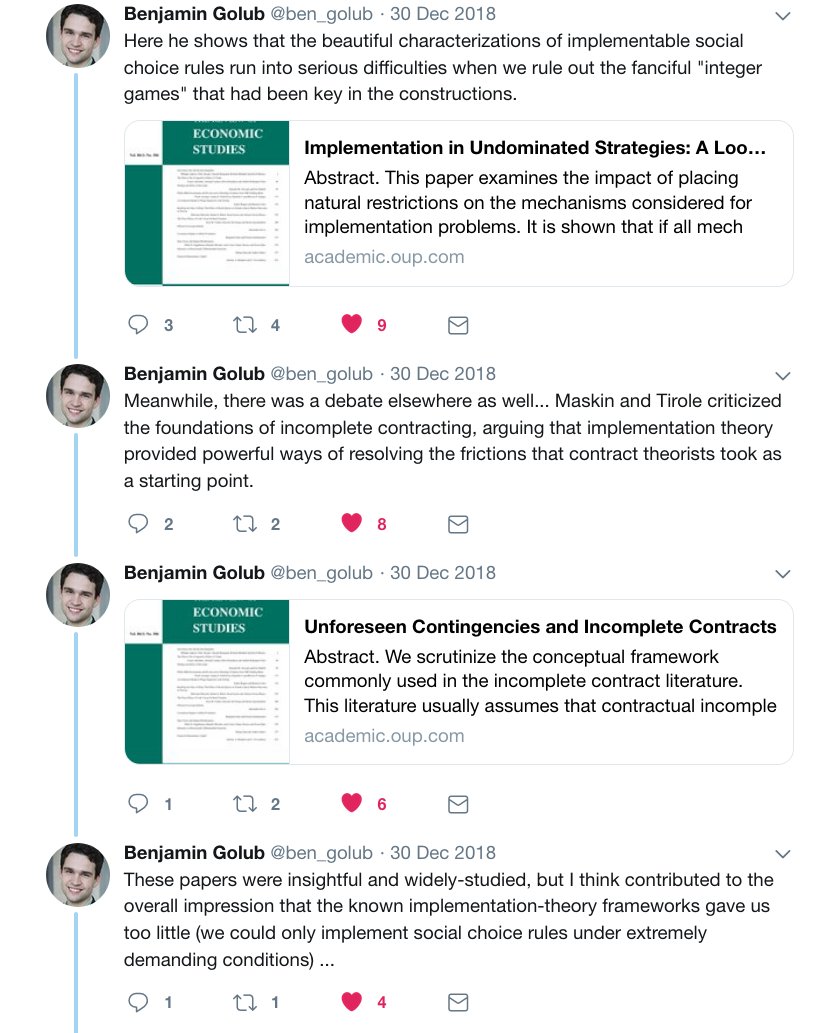 Benjamin Golub @ben_golub · 30 Dec 2018
Here he shows that the beautiful characterizations of implementable social
choice rules run into serious difficulties when we rule out the fanciful "integer
games" that had been key in the constructions.
ECONOMIC
STUDIES
Implementation in Undominated Strategies: A Loo...
Abstract. This paper examines the impact of placing
natural restrictions on the mechanisms considered for
implementation problems. It is shown that if all mech
academic.oup.com
3 4 9
Benjamin Golub @ben_golub · 30 Dec 2018
Meanwhile, there was a debate elsewhere as well... Maskin and Tirole criticized
the foundations of incomplete contracting, arguing that implementation theory
provided powerful ways of resolving the frictions that contract theorists took as
a starting point.
2 2 8
Benjamin Golub @ben_golub · 30 Dec 2018
ECONOMIC
STUDIES
Unforeseen Contingencies and Incomplete Contracts
Abstract. We scrutinize the conceptual framework
commonly used in the incomplete contract literature.
This literature usually assumes that contractual incomple
academic.oup.com
1 2 6
Benjamin Golub @ben_golub · 30 Dec 2018
These papers were insightful and widely-studied, but I think contributed to the
overall impression that the known implementation-theory frameworks gave us
too little (we could only implement social choice rules under extremely
demanding conditions) ...
1 1 4